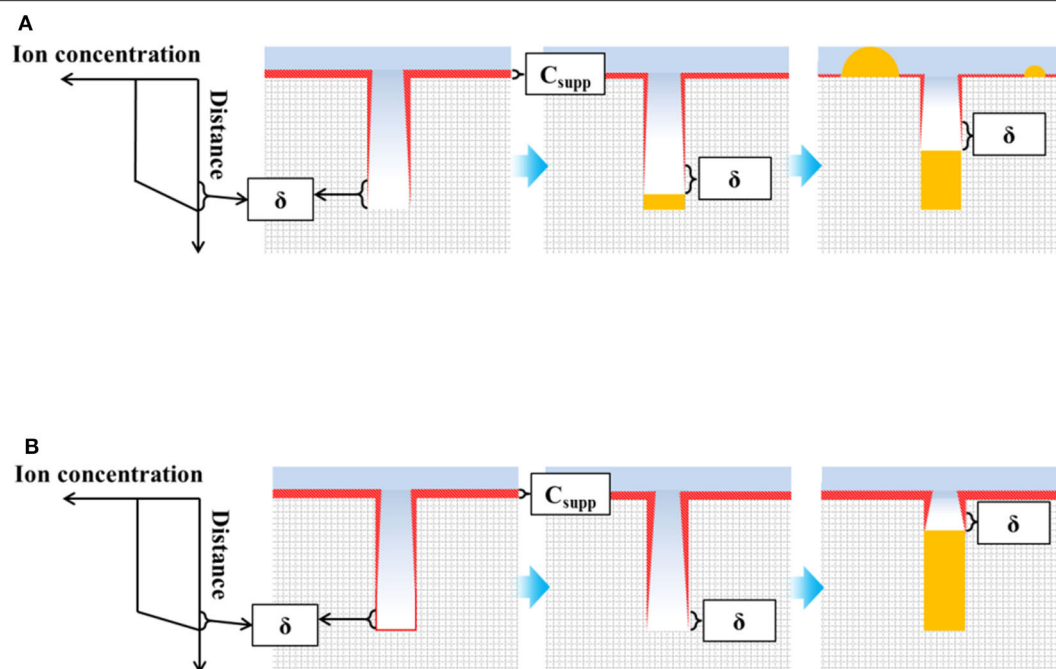 A
Ion concentration
Distance
δ
Csupp
δ
δ
B
Ion concentration
Distance
δ
Csupp
δ
δ